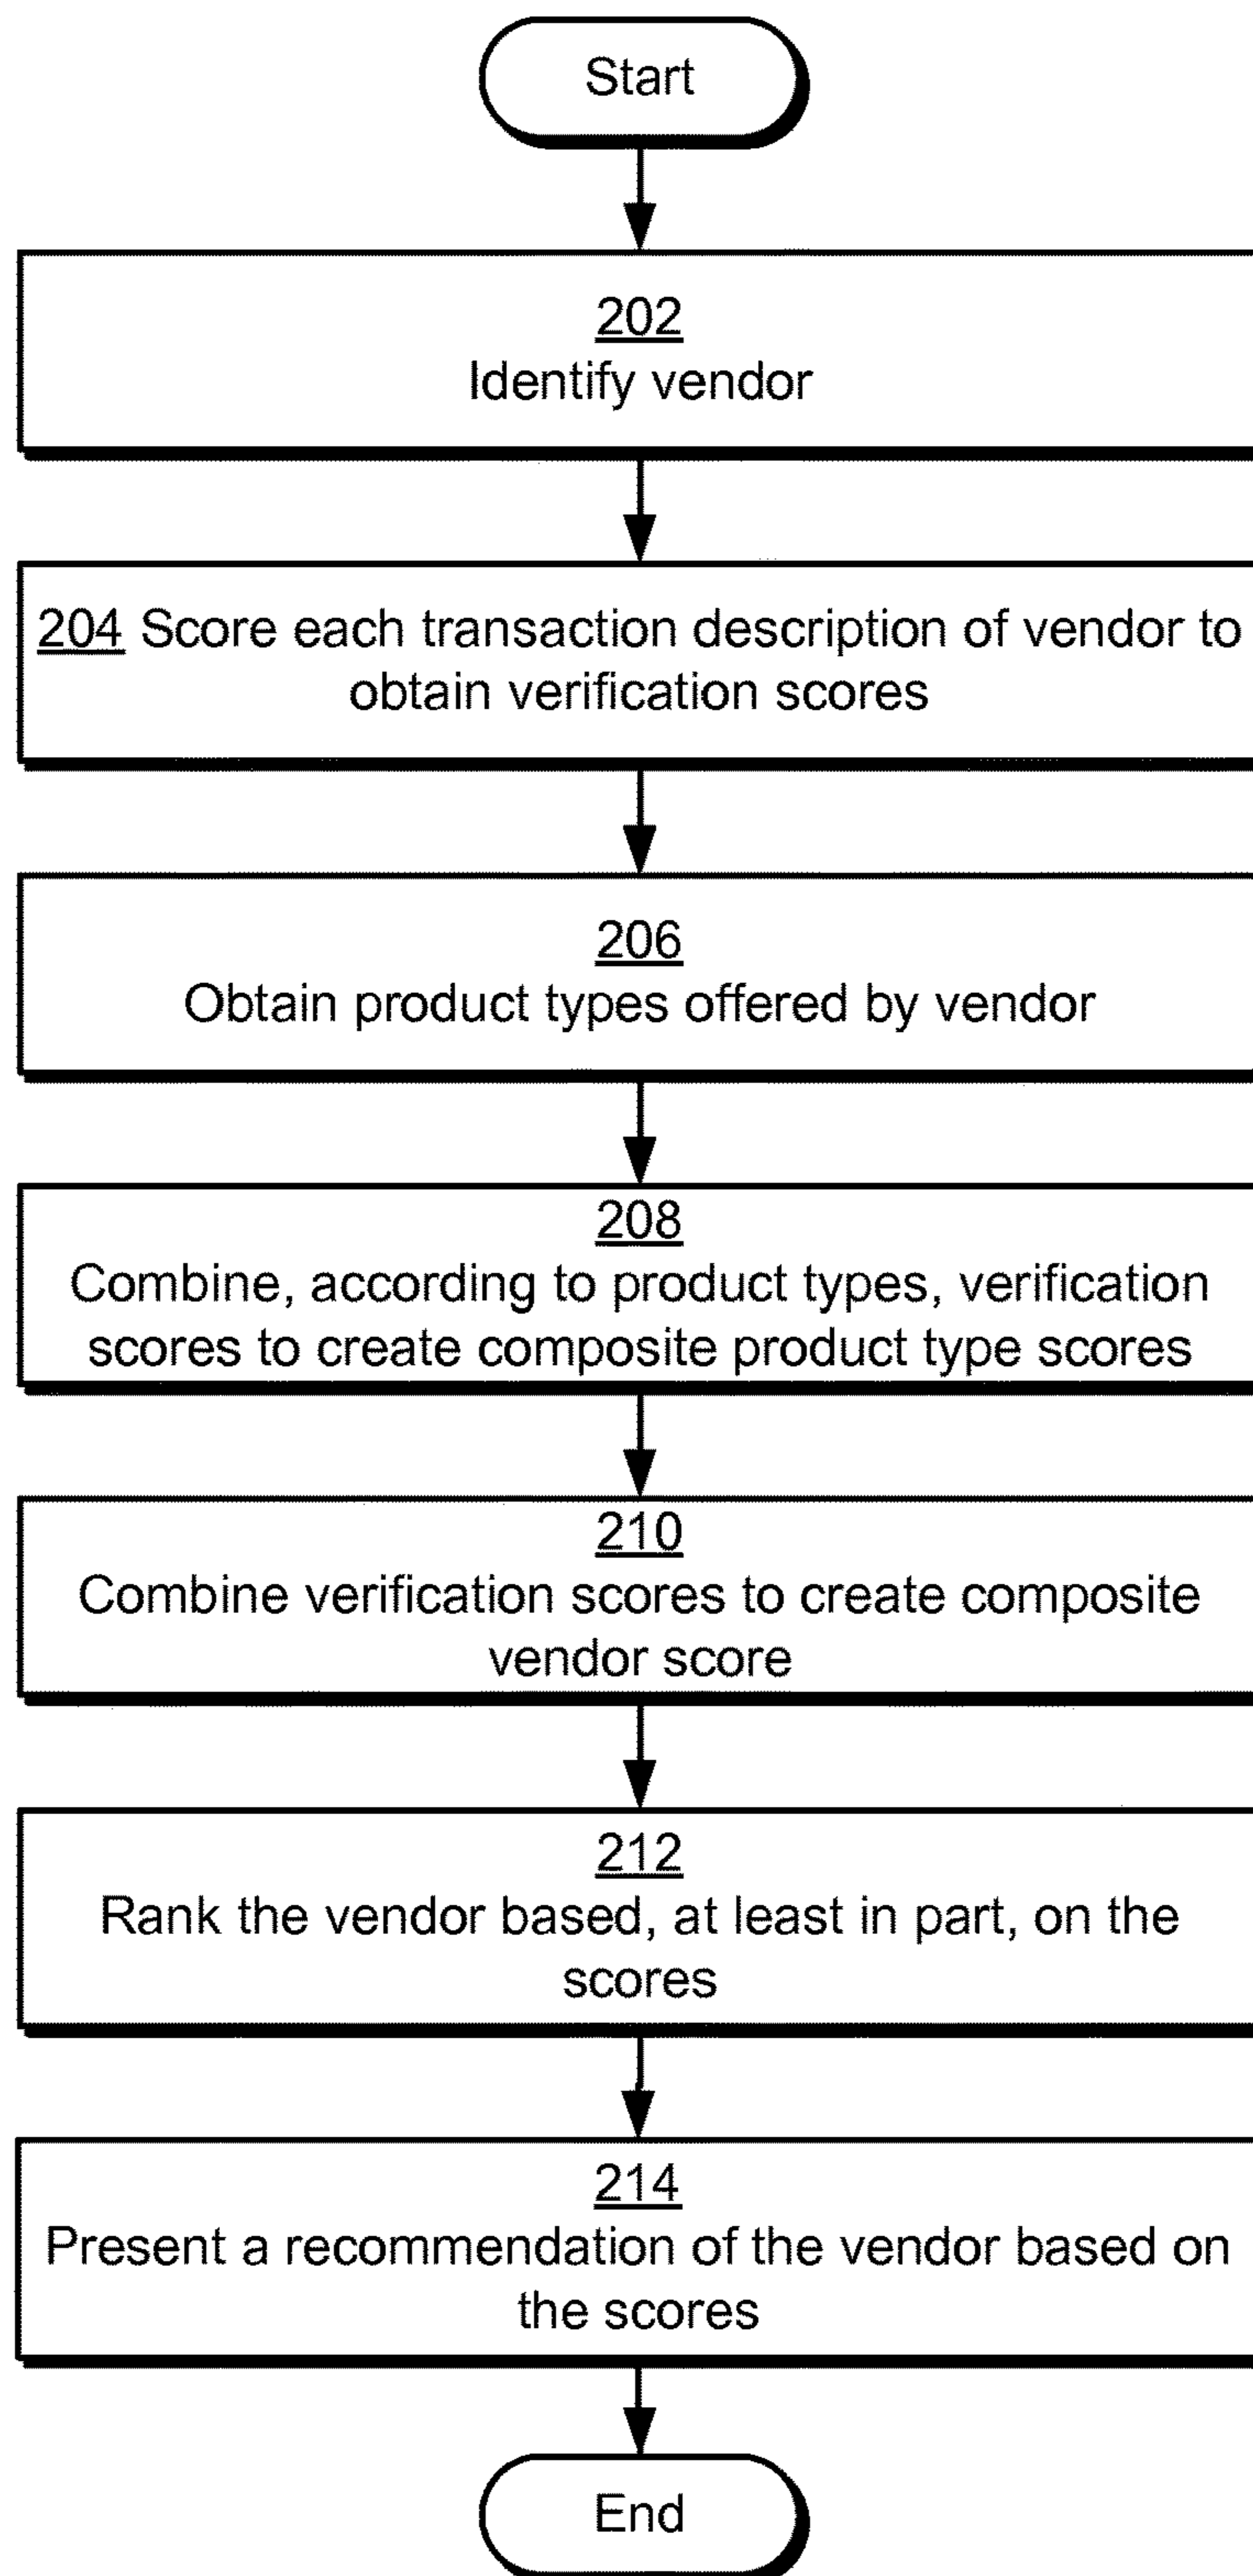 Start
202
Identify vendor
204 Score each transaction description of vendor to
obtain verification scores
206
Obtain product types offered by vendor
208
Combine, according to product types, verification
scores to create composite product type scores
210
Combine verification scores to create composite
vendor score
212
Rank the vendor based, at least in part, on the
scores
214
Present a recommendation of the vendor based on
the scores
End